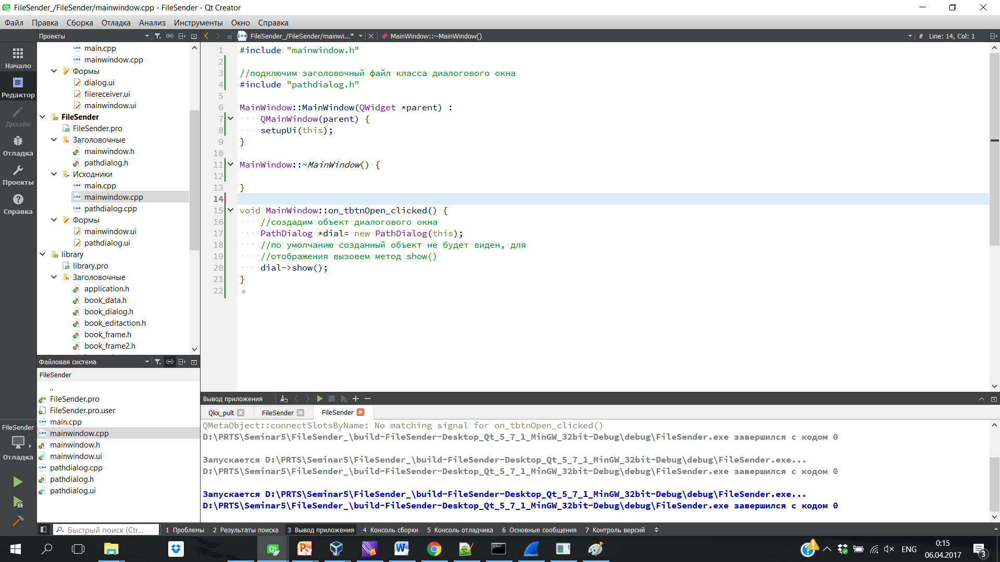 FileSender_/FileSender/mainwindow.cpp - FileSender - Qt Creator
Файл Правка Сборка Отладка Анализ Инструменты Окно Справка
Проекты
FileSender_/FileSender/mainwi...*
MainWindow::~MainWindow()
# Line: 14, Col: 1
Начало
Редактор
Дизайн
Отладка
Проекты
Справка
main.cpp
mainwindow.cpp
Формы
dialog.ui
filereceiver.ui
mainwindow.ui
FileSender
FileSender.pro
Заголовочные
mainwindow.h
pathdialog.h
Исходники
main.cpp
mainwindow.cpp
pathdialog.cpp
Формы
mainwindow.ui
pathdialog.ui
library
library.pro
Заголовочные
application.h
book_data.h
book_dialog.h
book_editaction.h
book_frame.h
book_frame2.h
1 #include "mainwindow.h"
2
3 //подключим заголовочный файл класса диалогового окна
4 #include "pathdialog.h"
5
6 MainWindow::MainWindow(QWidget *parent) :
7 QMainWindow(parent) {
8 setupUi(this);
9 }
10
11 MainWindow::~MainWindow() {
12
13 }
14
15 void MainWindow::on_tbtnOpen_clicked() {
16 //создадим объект диалогового окна
17 PathDialog *dial= new PathDialog(this);
18 //по умолчанию созданный объект не будет виден, для
19 //отображения вызовем метод show()
20 dial->show();
21 }
22
Файловая система
FileSender
..
FileSender.pro
FileSender.pro.user
main.cpp
mainwindow.cpp
mainwindow.h
mainwindow.ui
pathdialog.cpp
pathdialog.h
pathdialog.ui
FileSender
Отладка
Вывод приложения
Qkx_pult FileSender FileSender
QMetaObject::connectSlotsByName: No matching signal for on_tbtnOpen_clicked()
D:\PRTS\Seminar5\FileSender_\build-FileSender-Desktop_Qt_5_7_1_MinGW_32bit-Debug\debug\FileSender.exe завершился с кодом 0
Запускается D:\PRTS\Seminar5\FileSender_\build-FileSender-Desktop_Qt_5_7_1_MinGW_32bit-Debug\debug\FileSender.exe...
D:\PRTS\Seminar5\FileSender_\build-FileSender-Desktop_Qt_5_7_1_MinGW_32bit-Debug\debug\FileSender.exe завершился с кодом 0
Запускается D:\PRTS\Seminar5\FileSender_\build-FileSender-Desktop_Qt_5_7_1_MinGW_32bit-Debug\debug\FileSender.exe...
D:\PRTS\Seminar5\FileSender_\build-FileSender-Desktop_Qt_5_7_1_MinGW_32bit-Debug\debug\FileSender.exe завершился с кодом 0
Быстрый поиск (Ctr...
1 Проблемы 2 Результаты поиска 3 Вывод приложения 4 Консоль сборки 5 Консоль отладчика 6 Основные сообщения 7 Контроль версий
ENG
0:15
06.04.2017
3